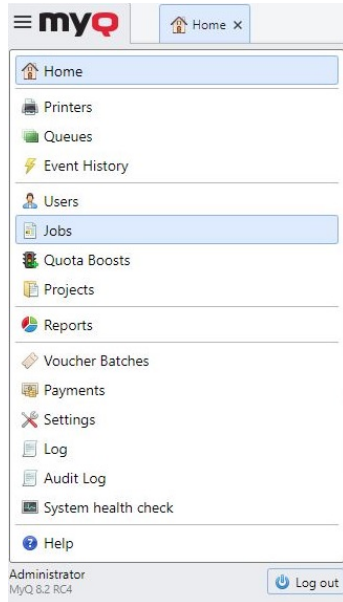 myQ
Home
Home
Printers
Queues
Event History
Users
Jobs
Quota Boosts
Projects
Reports
Voucher Batches
Payments
Settings
Log
Audit Log
System health check
Help
Administrator
MyQ 8.2 RC4
Log out